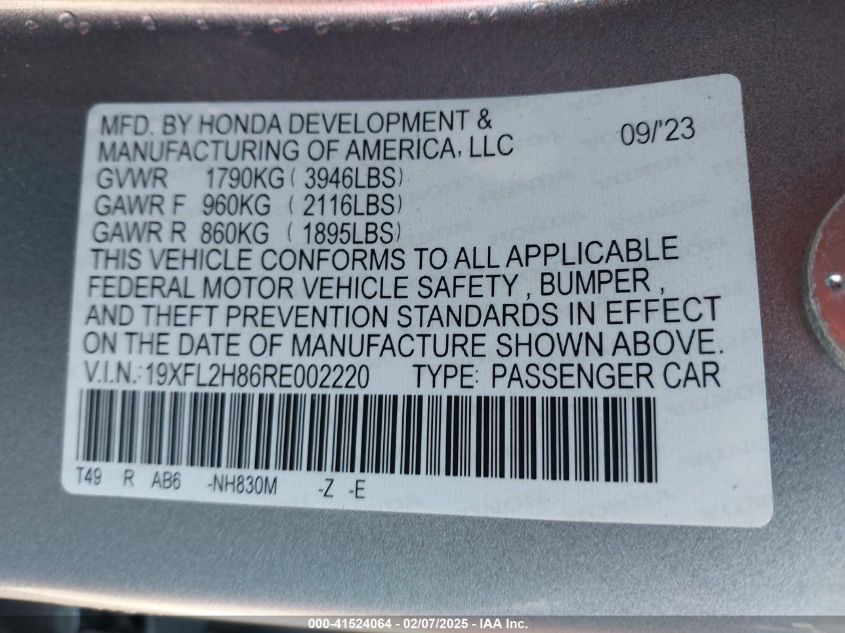 MFD. BY HONDA DEVELOPMENT &
MANUFACTURING OF AMERICA, LLC 09/'23
GVWR 1790KG ( 3946LBS)
GAWR F 960KG ( 2116LBS)
GAWR R 860KG ( 1895LBS)
THIS VEHICLE CONFORMS TO ALL APPLICABLE
FEDERAL MOTOR VEHICLE SAFETY , BUMPER ,
AND THEFT PREVENTION STANDARDS IN EFFECT
ON THE DATE OF MANUFACTURE SHOWN ABOVE.
V.I.N.: 19XFL2H86RE002220 TYPE: PASSENGER CAR
T49 R AB6 -NH830M -Z -E
000-41524064 - 02/07/2025 - © IAA Inc.